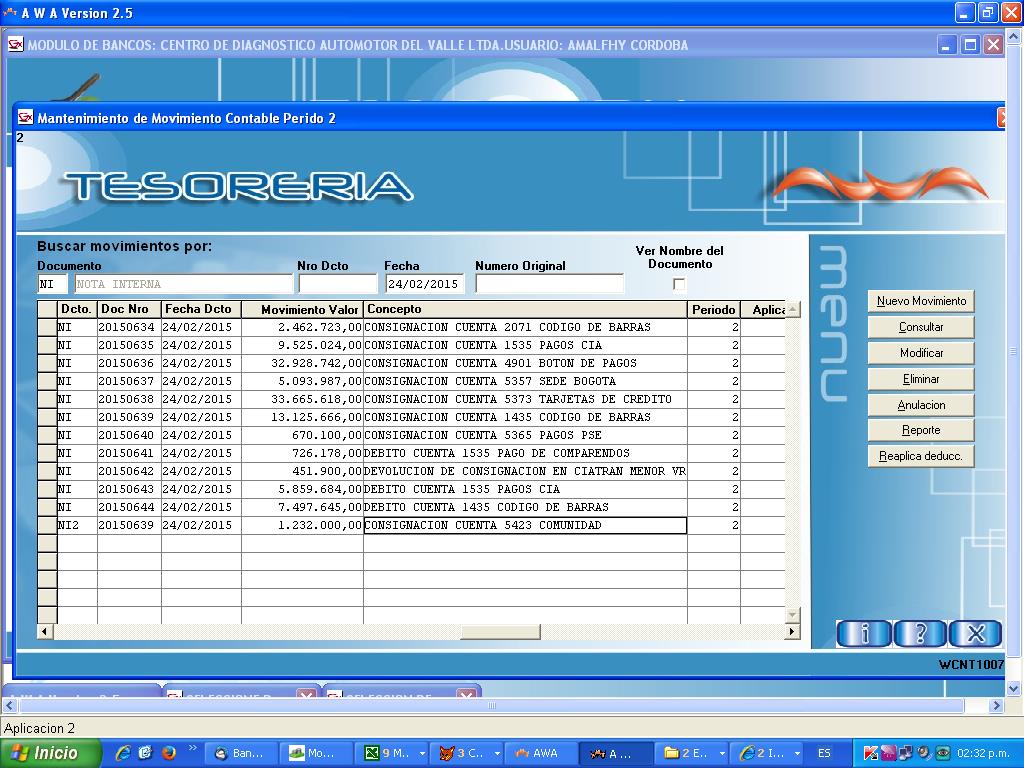 A W A Version 2.5
MODULO DE BANCOS: CENTRO DE DIAGNOSTICO AUTOMOTOR DEL VALLE LTDA.USUARIO: AMALFHY CORDOBA
Mantenimiento de Movimiento Contable Perido 2
2
TESORERIA
Buscar movimientos por:
Documento Nro Dcto Fecha Numero Original Ver Nombre del Documento
NI NOTA INTERNA 24/02/2015
Dcto. Doc Nro Fecha Dcto Movimiento Valor Concepto Periodo Aplica
NI 20150634 24/02/2015 2.462.723,00 CONSIGNACION CUENTA 2071 CODIGO DE BARRAS 2
NI 20150635 24/02/2015 9.525.024,00 CONSIGNACION CUENTA 1535 PAGOS CIA 2
NI 20150636 24/02/2015 32.928.742,00 CONSIGNACION CUENTA 4901 BOTON DE PAGOS 2
NI 20150637 24/02/2015 5.093.987,00 CONSIGNACION CUENTA 5357 SEDE BOGOTA 2
NI 20150638 24/02/2015 33.665.618,00 CONSIGNACION CUENTA 5373 TARJETAS DE CREDITO 2
NI 20150639 24/02/2015 13.125.666,00 CONSIGNACION CUENTA 1435 CODIGO DE BARRAS 2
NI 20150640 24/02/2015 670.100,00 CONSIGNACION CUENTA 5365 PAGOS PSE 2
NI 20150641 24/02/2015 726.178,00 DEBITO CUENTA 1535 PAGO DE COMPARENDOS 2
NI 20150642 24/02/2015 451.900,00 DEVOLUCION DE CONSIGNACION EN CIATRAN MENOR VR 2
NI 20150643 24/02/2015 5.859.684,00 DEBITO CUENTA 1535 PAGOS CIA 2
NI 20150644 24/02/2015 7.497.645,00 DEBITO CUENTA 1435 CODIGO DE BARRAS 2
NI2 20150639 24/02/2015 1.232.000,00 CONSIGNACION CUENTA 5423 COMUNIDAD 2
menu
Nuevo Movimiento
Consultar
Modificar
Eliminar
Anulacion
Reporte
Reaplica deducc.
i ? X
WCNT1007
Aplicacion 2
Inicio Ban... Mo... 9 M... 3 C... AWA A ... 2 E... 2 I... ES 02:32 p.m.